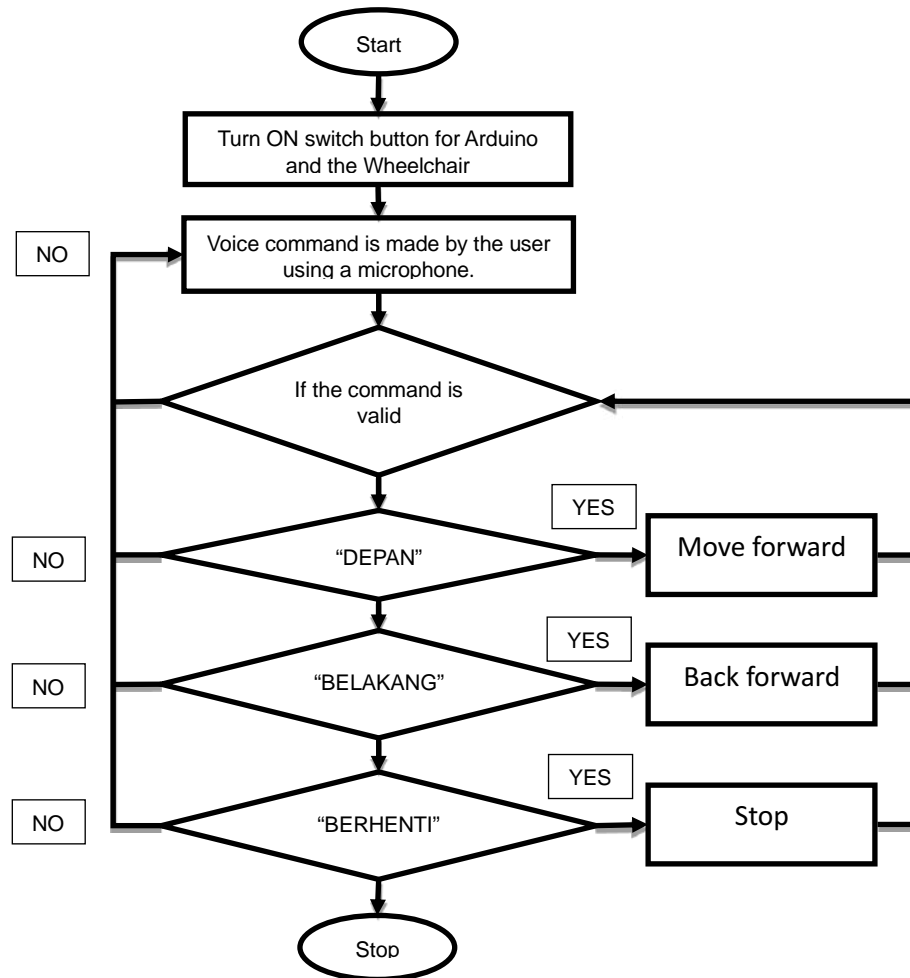 Start
Turn ON switch button for Arduino
and the Wheelchair
NO
Voice command is made by the user
using a microphone.
If the command is
valid
YES
NO
“DEPAN”
Move forward
YES
NO
“BELAKANG”
Back forward
YES
NO
“BERHENTI”
Stop
Stop